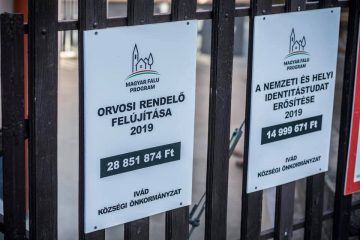 MAGYAR FALU
PROGRAM
ORVOSI RENDELŐ
FELÚJÍTÁSA
2019
28 851 874 Ft
IVÁD
KÖZSÉGI ÖNKORMÁNYZAT
MAGYAR FALU
PROGRAM
A NEMZETI ÉS HELYI
IDENTITÁSTUDAT
ERŐSÍTÉSE
2019
14 999 671 Ft
IVÁD
KÖZSÉGI ÖNKORMÁNYZAT